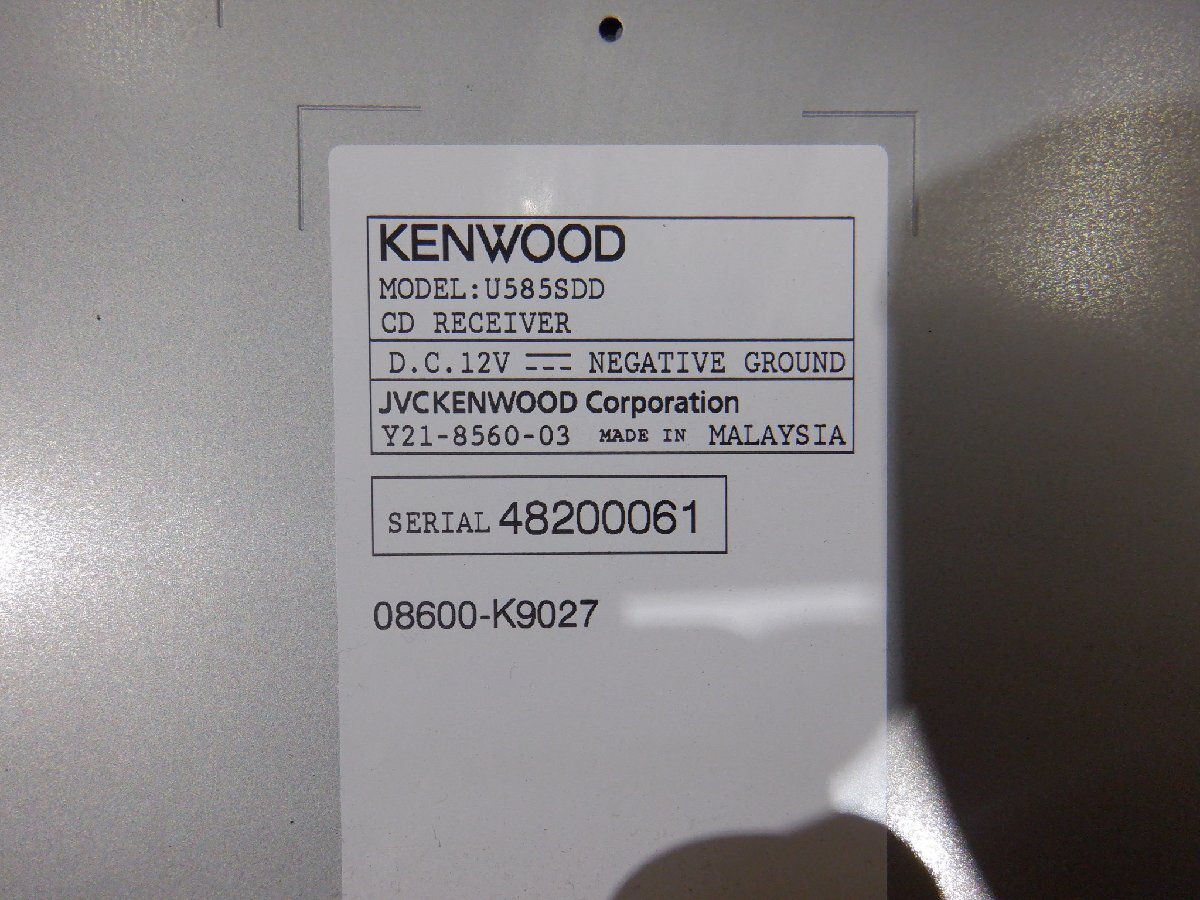 KENWOOD
MODEL:U585SDD
CD RECEIVER
D.C.12V ⎓ NEGATIVE GROUND
JVCKENWOOD Corporation
Y21-8560-03 MADE IN MALAYSIA
SERIAL 48200061
08600-K9027